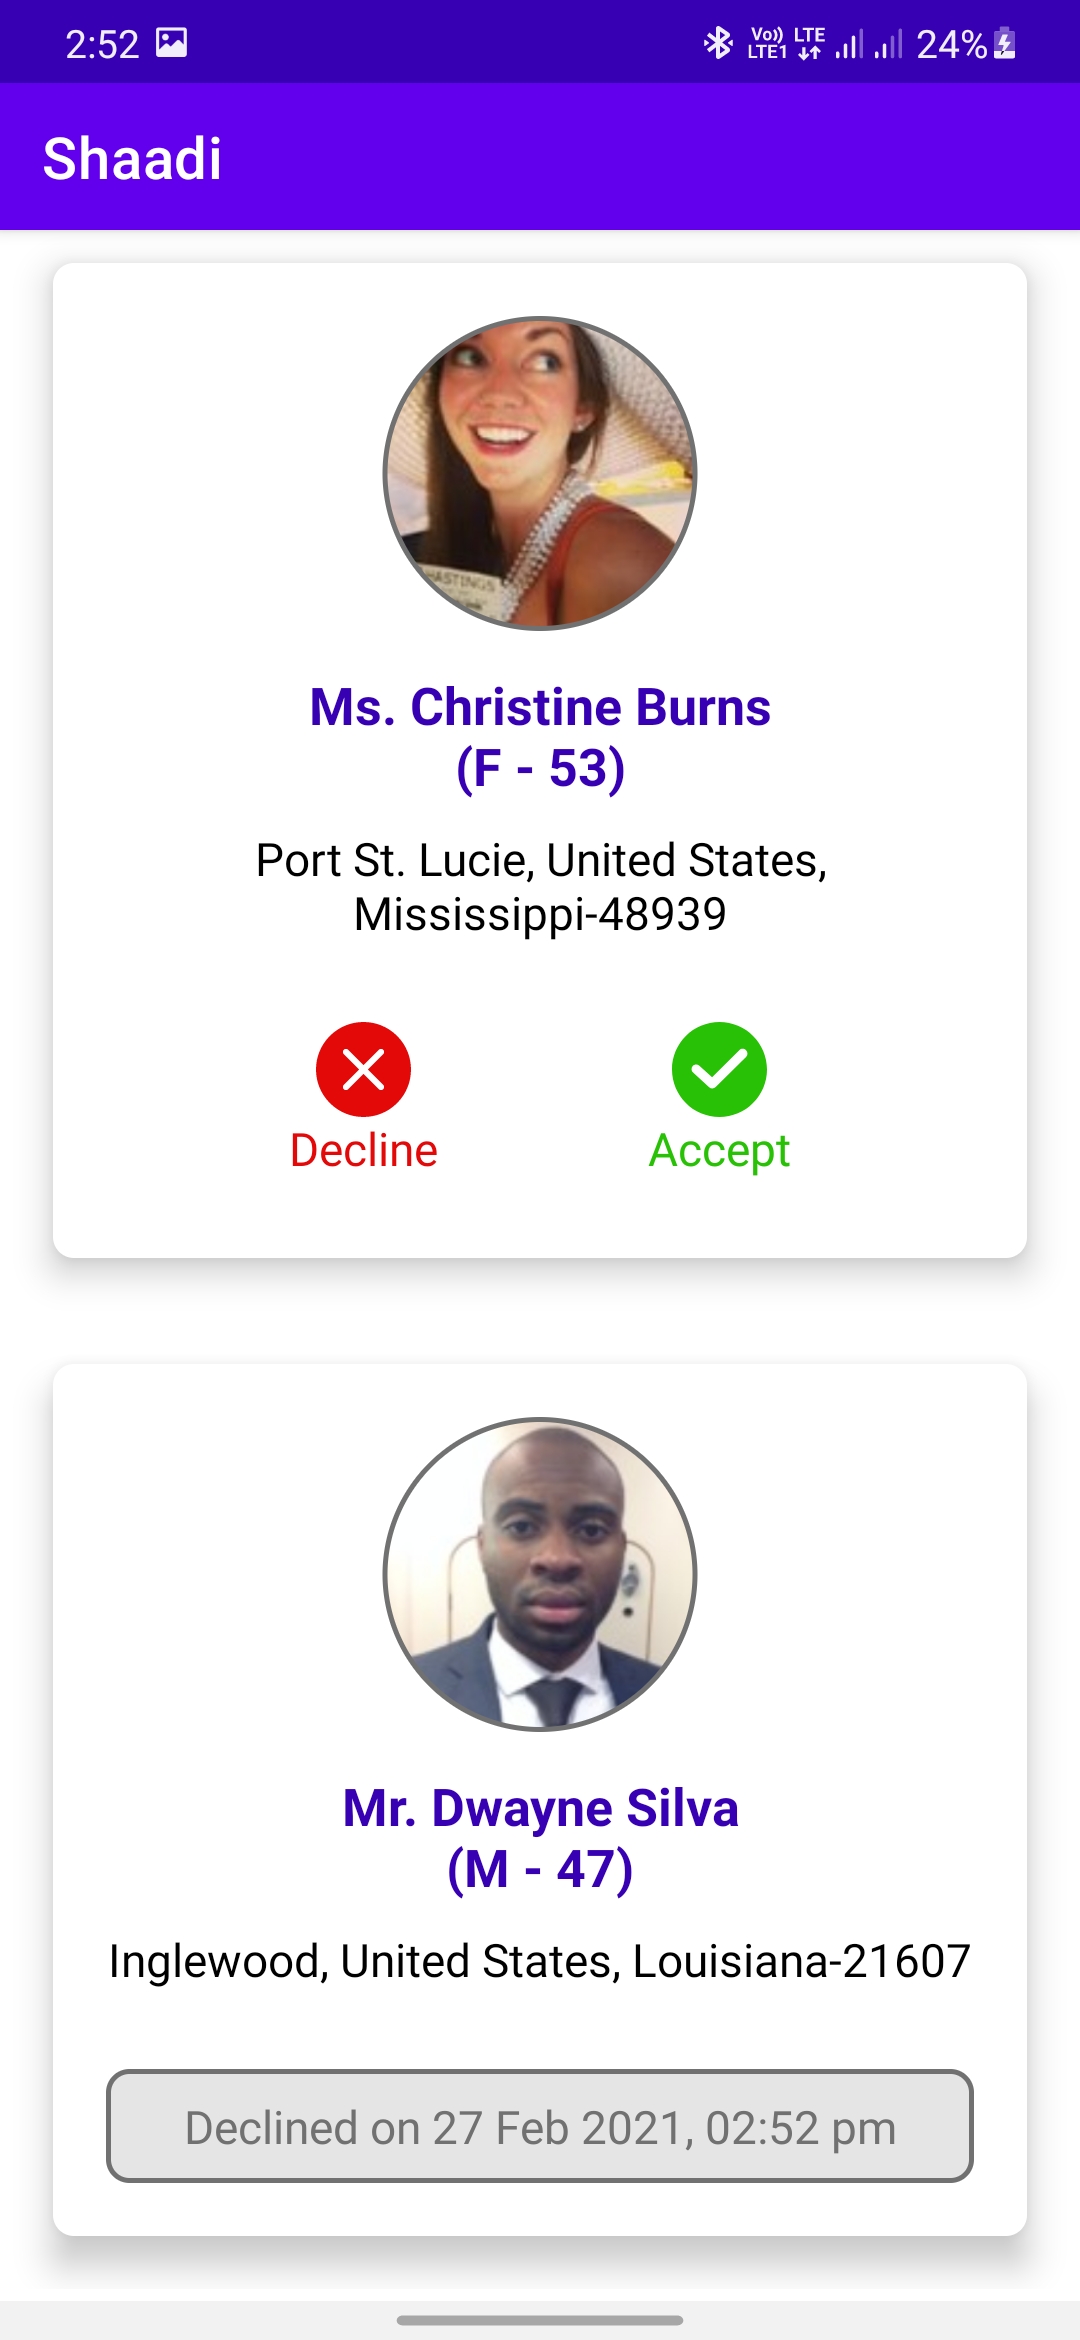 2:52 Vo)) LTE1 LTE 24%
Shaadi
HASTINGS
Ms. Christine Burns
(F - 53)
Port St. Lucie, United States,
Mississippi-48939
Decline Accept
Mr. Dwayne Silva
(M - 47)
Inglewood, United States, Louisiana-21607
Declined on 27 Feb 2021, 02:52 pm